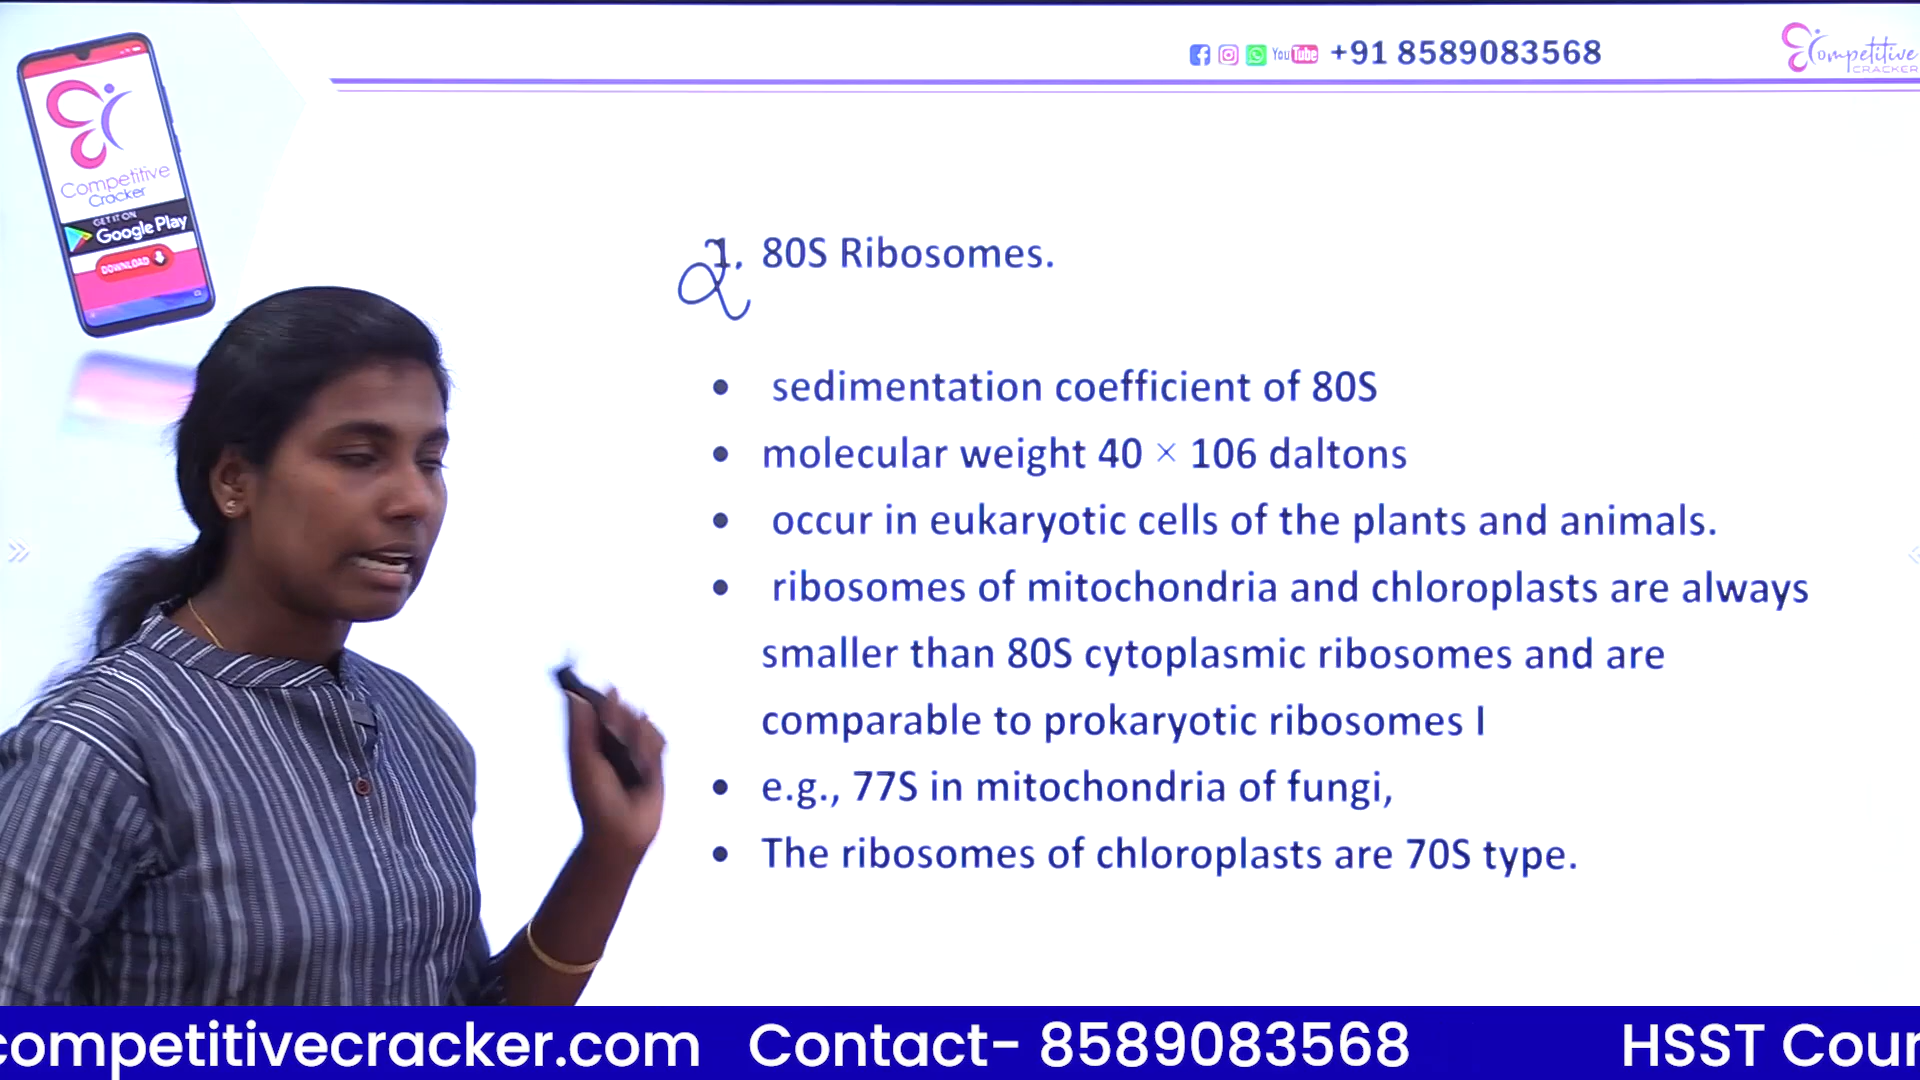 YouTube +91 8589083568
Competitive
CRACKER
Competitive
Cracker
GET IT ON
Google Play
DOWNLOAD
1. 80S Ribosomes.
2
• sedimentation coefficient of 80S
• molecular weight 40 × 106 daltons
• occur in eukaryotic cells of the plants and animals.
• ribosomes of mitochondria and chloroplasts are always
smaller than 80S cytoplasmic ribosomes and are
comparable to prokaryotic ribosomes I
• e.g., 77S in mitochondria of fungi,
• The ribosomes of chloroplasts are 70S type.
competitivecracker.com Contact- 8589083568 HSST Cour